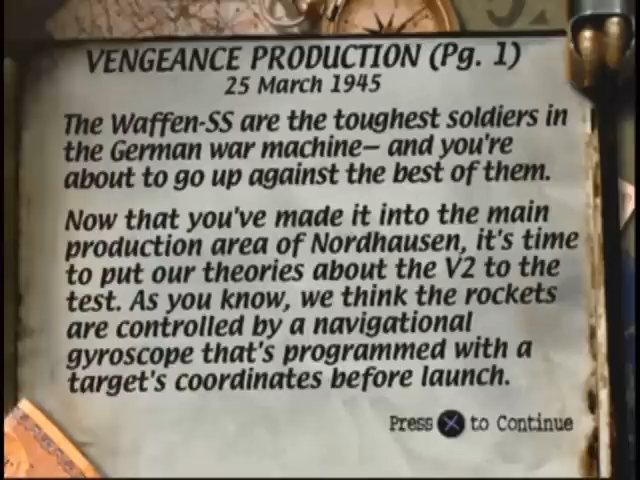 VENGEANCE PRODUCTION (Pg. 1)
25 March 1945
The Waffen-SS are the toughest soldiers in
the German war machine— and you're
about to go up against the best of them.
Now that you've made it into the main
production area of Nordhausen, it's time
to put our theories about the V2 to the
test. As you know, we think the rockets
are controlled by a navigational
gyroscope that's programmed with a
target's coordinates before launch.
Press X to Continue